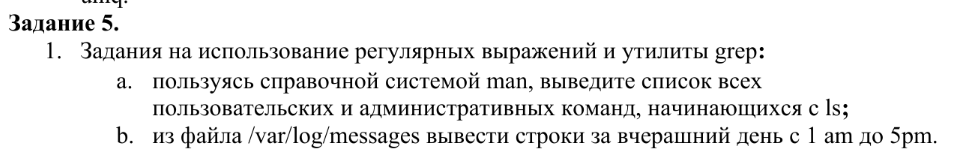 Задание 5.
1. Задания на использование регулярных выражений и утилиты grep:
a. пользуясь справочной системой man, выведите список всех
пользовательских и административных команд, начинающихся с ls;
b. из файла /var/log/messages вывести строки за вчерашний день с 1 am до 5pm.